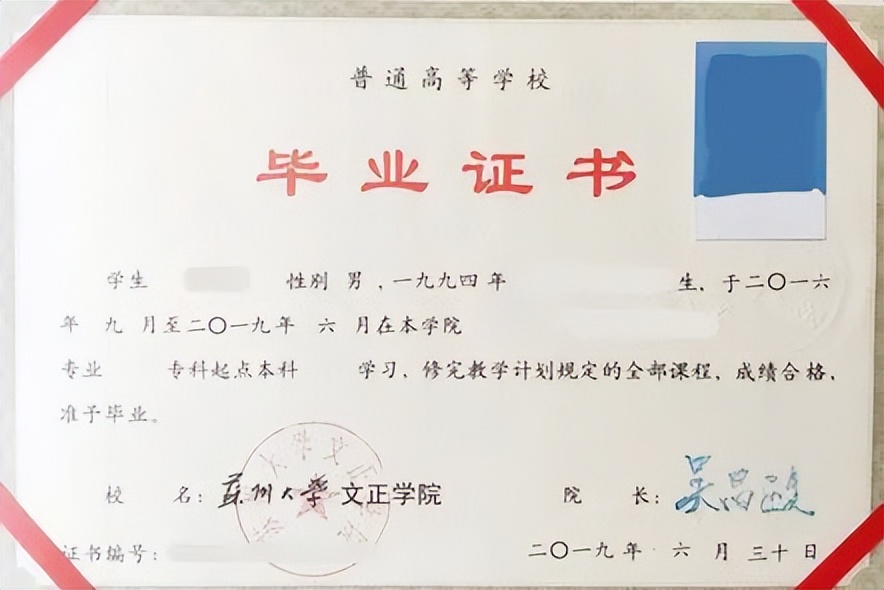 普通高等学校
毕业证书
学生 性别 男，一九九四年 生，于二〇一六
年 九 月至二〇一九年 六 月在本学院
专业 专科起点本科 学习，修完教学计划规定的全部课程，成绩合格，
准予毕业。
校 名：苏州大学文正学院 院 长：吴昌政
证书编号： 二〇一九年 六 月 三十 日